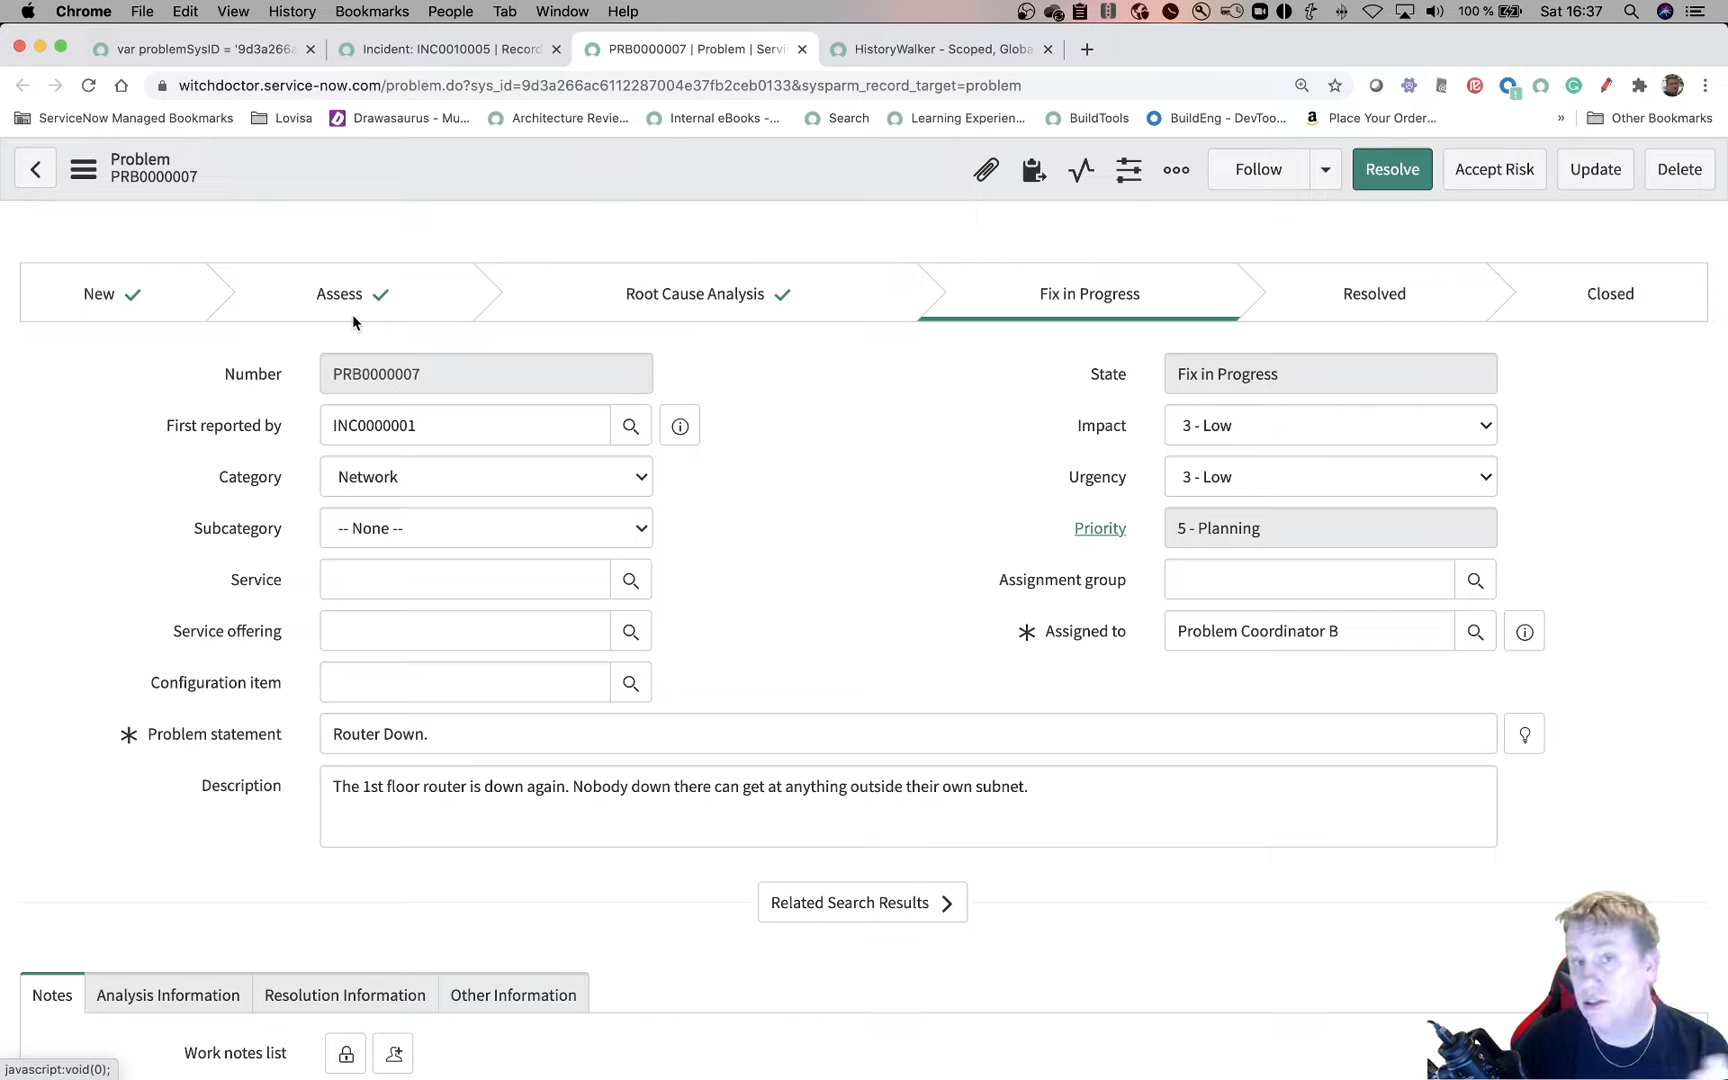 Chrome File Edit View History Bookmarks People Tab Window Help 100 % Sat 16:37
var problemSysID = '9d3a266a Incident: INC0010005 | Record PRB0000007 | Problem | Servi HistoryWalker - Scoped, Globa
witchdoctor.service-now.com/problem.do?sys_id=9d3a266ac6112287004e37fb2ceb0133&sysparm_record_target=problem
ServiceNow Managed Bookmarks Lovisa Drawasaurus - Mu... Architecture Revie... Internal eBooks -... Search Learning Experien... BuildTools BuildEng - DevToo... Place Your Order... » Other Bookmarks
Problem
PRB0000007
Follow Resolve Accept Risk Update Delete
New Assess Root Cause Analysis Fix in Progress Resolved Closed
Number PRB0000007 State Fix in Progress
First reported by INC0000001 Impact 3 - Low
Category Network Urgency 3 - Low
Subcategory -- None -- Priority 5 - Planning
Service Assignment group
Service offering Assigned to Problem Coordinator B
Configuration item
Problem statement Router Down.
Description The 1st floor router is down again. Nobody down there can get at anything outside their own subnet.
Related Search Results
Notes Analysis Information Resolution Information Other Information
Work notes list
javascript:void(0);